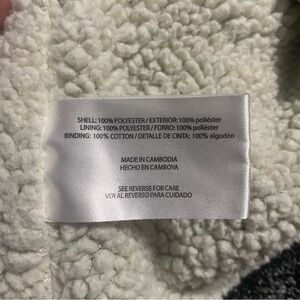 SHELL: 100% POLYESTER / EXTERIOR: 100% poliéster
LINING: 100% POLYESTER / FORRO: 100% poliéster
BINDING: 100% COTTON / DETALLE DE CINTA: 100% algodón
MADE IN CAMBODIA
HECHO EN CAMBOYA
SEE REVERSE FOR CARE
VER AL REVERSO PARA CUIDADO